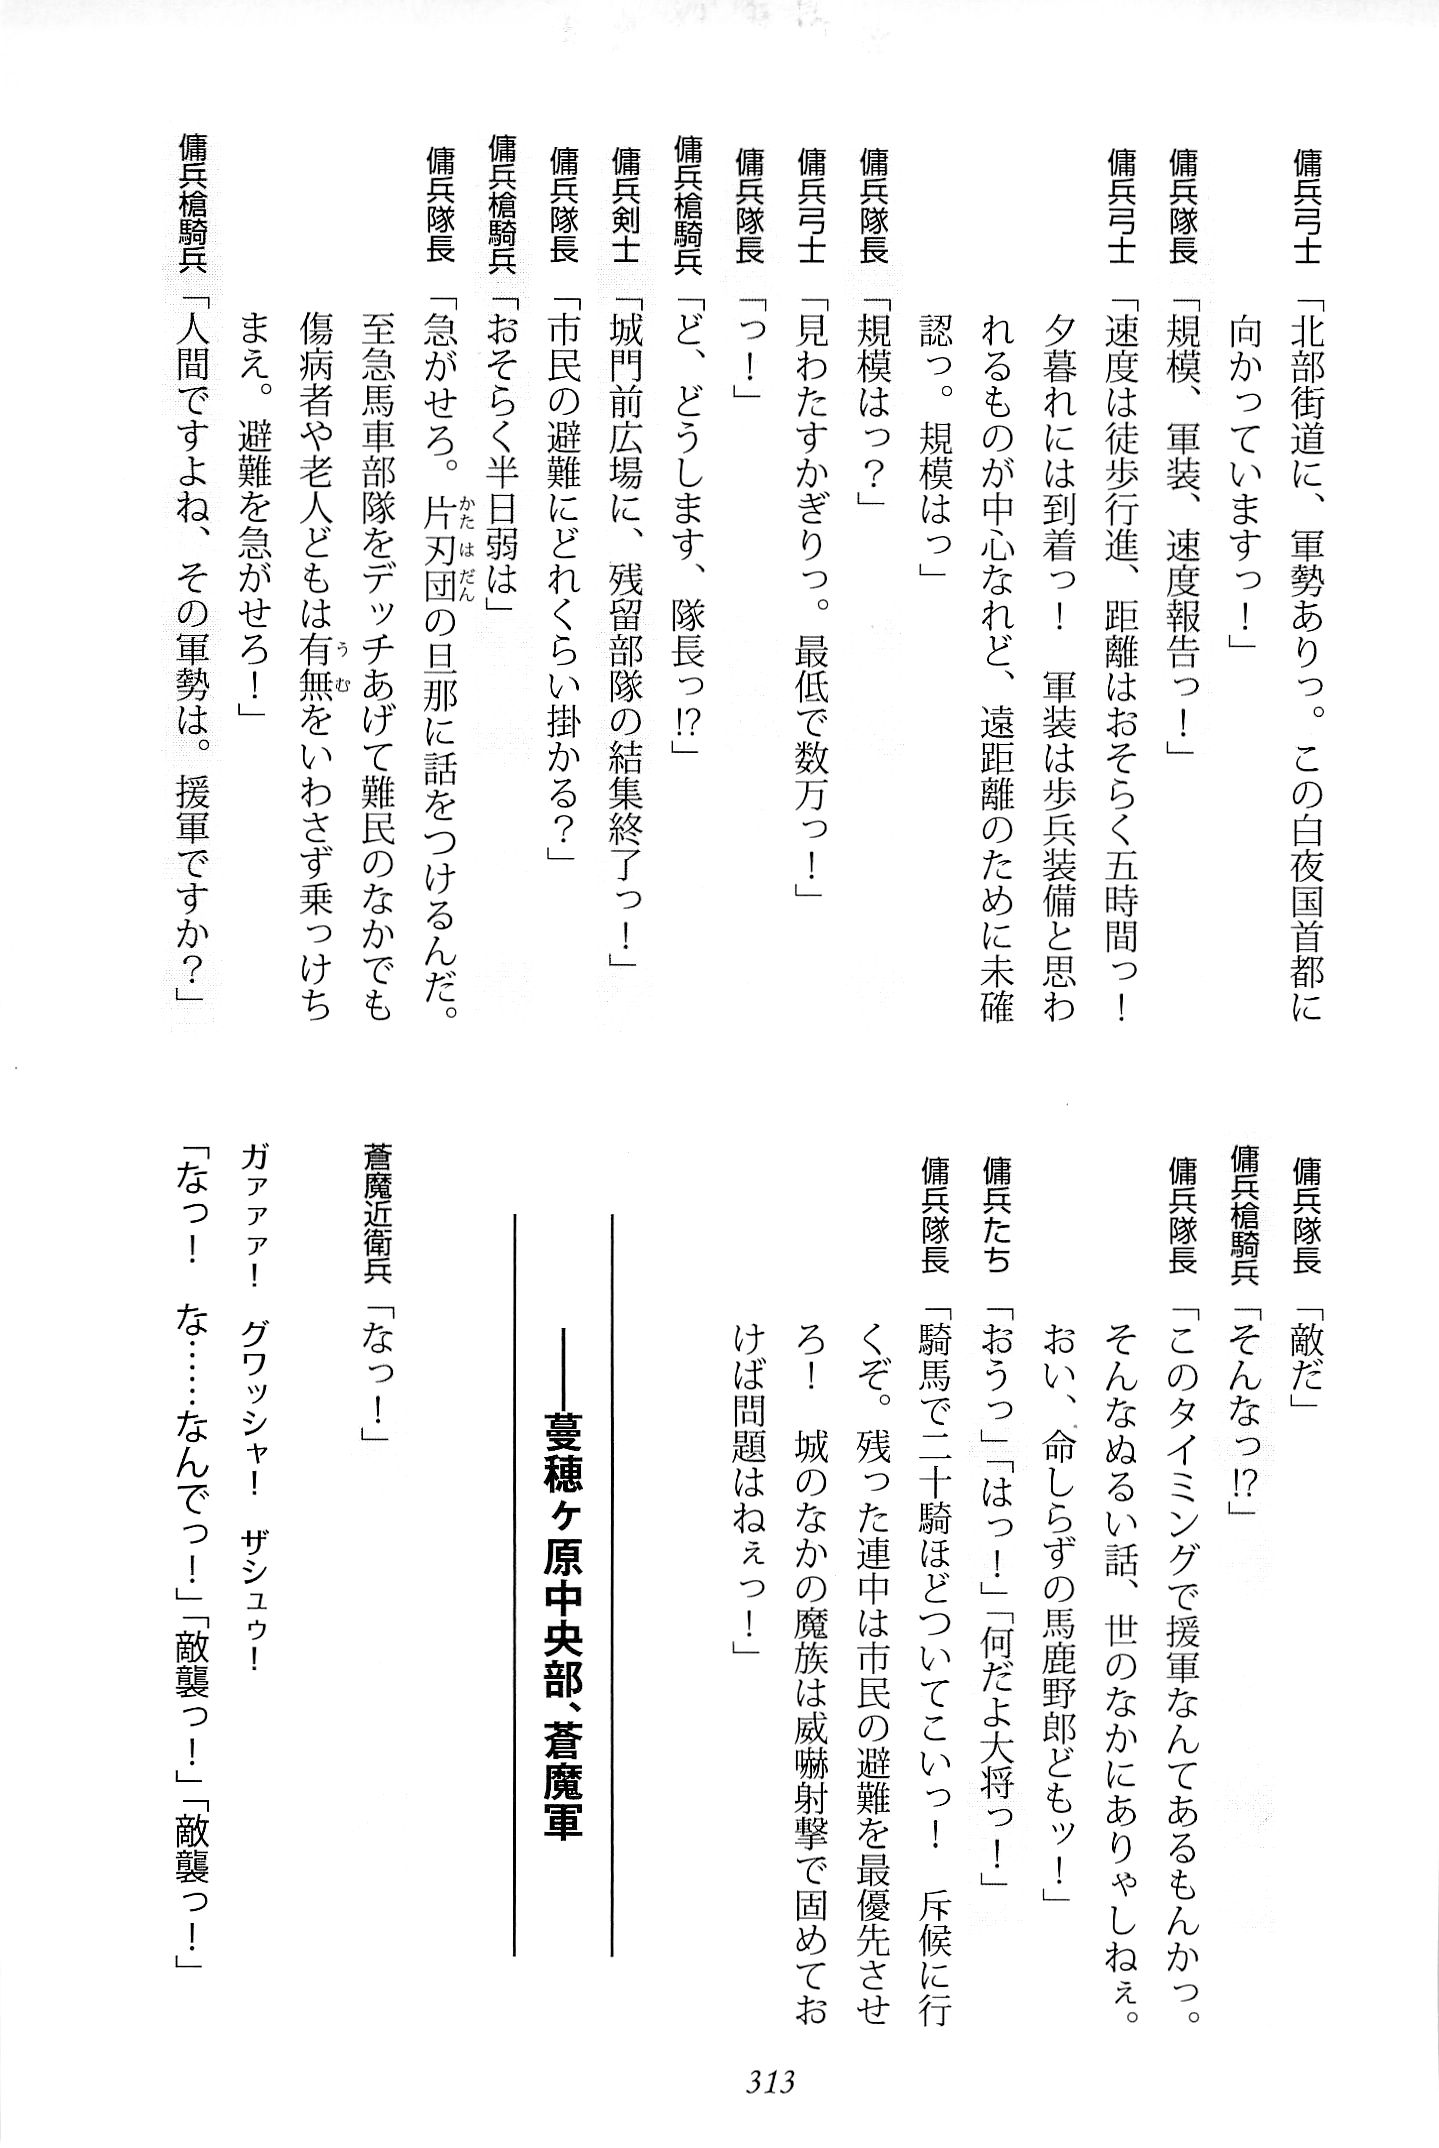 傭兵弓士「北部街道に、軍勢ありっ。この白夜国首都に
向かっていますっ！」
傭兵隊長「規模、軍装、速度報告っ！」
傭兵弓士「速度は徒歩行進、距離はおそらく五時間っ！
夕暮れには到着っ！　軍装は歩兵装備と思わ
れるものが中心なれど、遠距離のために未確
認っ。規模はっ」
傭兵隊長「規模はっ？」
傭兵弓士「見わたすかぎりっ。最低で数万っ！」
傭兵隊長「っ！」
傭兵槍騎兵「ど、どうします、隊長っ!?」
傭兵剣士「城門前広場に、残留部隊の結集終了っ！」
傭兵隊長「市民の避難にどれくらい掛かる？」
傭兵槍騎兵「おそらく半日弱は」
傭兵隊長「急がせろ。片刃団の旦那に話をつけるんだ。
至急馬車部隊をデッチあげて難民のなかでも
傷病者や老人どもは有無をいわさず乗っけち
まえ。避難を急がせろ！」
傭兵槍騎兵「人間ですよね、その軍勢は。援軍ですか？」
傭兵隊長「敵だ」
傭兵槍騎兵「そんなっ!?」
傭兵隊長「このタイミングで援軍なんてあるもんかっ。
そんなぬるい話、世のなかにありゃしねぇ。
おい、命しらずの馬鹿野郎どもッ！」
傭兵たち「おうっ」「はっ！」「何だよ大将っ！」
傭兵隊長「騎馬で二十騎ほどついてこいっ！　斥候に行
くぞ。残った連中は市民の避難を最優先させ
ろ！　城のなかの魔族は威嚇射撃で固めてお
けば問題はねぇっ！」
――蔓穂ヶ原中央部、蒼魔軍
蒼魔近衛兵「なっ！」
ガァァァ！　グワッシャ！　ザシュゥ！
「なっ！　な……なんでっ！」「敵襲っ！」「敵襲っ！」
313